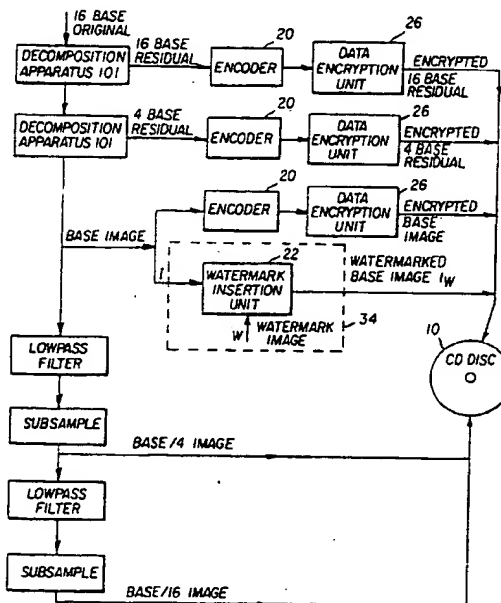 16 BASE
ORIGINAL
DECOMPOSITION
APPARATUS 101
16 BASE
RESIDUAL
20
ENCODER
26
DATA
ENCRYPTION
UNIT
ENCRYPTED
16 BASE
RESIDUAL
DECOMPOSITION
APPARATUS 101
4 BASE
RESIDUAL
20
ENCODER
26
DATA
ENCRYPTION
UNIT
ENCRYPTED
4 BASE
RESIDUAL
20
ENCODER
26
DATA
ENCRYPTION
UNIT
ENCRYPTED
BASE
IMAGE
BASE IMAGE
I
22
WATERMARK
INSERTION
UNIT
WATERMARKED
BASE IMAGE IW
W
WATERMARK
IMAGE
34
10
CD DISC
LOWPASS
FILTER
SUBSAMPLE
BASE/4 IMAGE
LOWPASS
FILTER
SUBSAMPLE
BASE/16 IMAGE